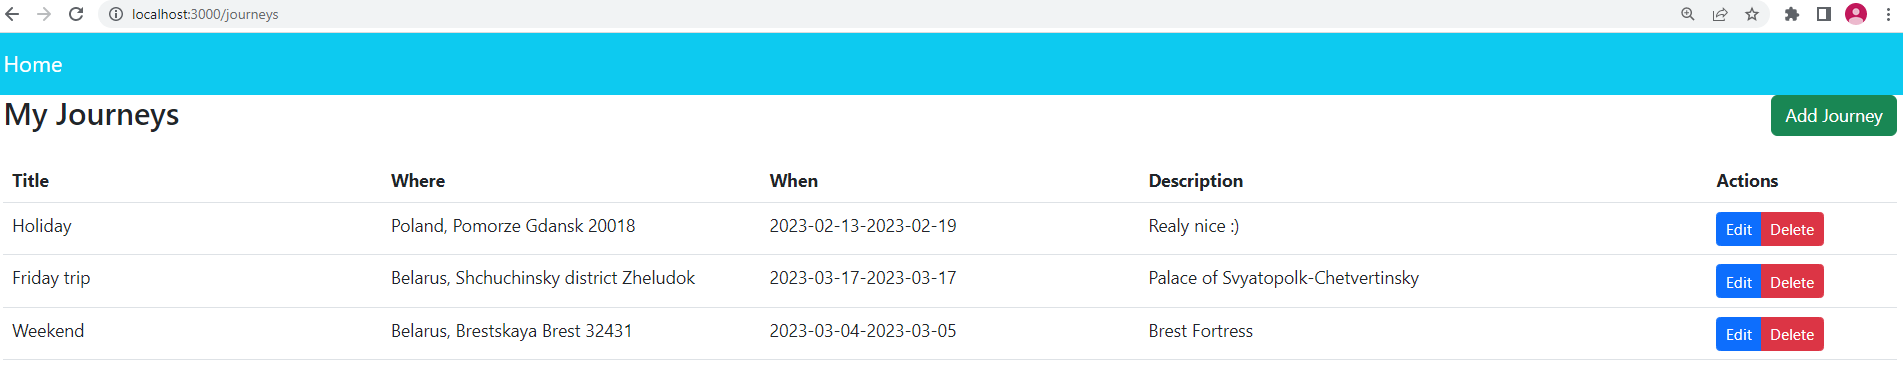 localhost:3000/journeys
Home
My Journeys Add Journey
Title Where When Description Actions
Holiday Poland, Pomorze Gdansk 20018 2023-02-13-2023-02-19 Realy nice :) Edit Delete
Friday trip Belarus, Shchuchinsky district Zheludok 2023-03-17-2023-03-17 Palace of Svyatopolk-Chetvertinsky Edit Delete
Weekend Belarus, Brestskaya Brest 32431 2023-03-04-2023-03-05 Brest Fortress Edit Delete